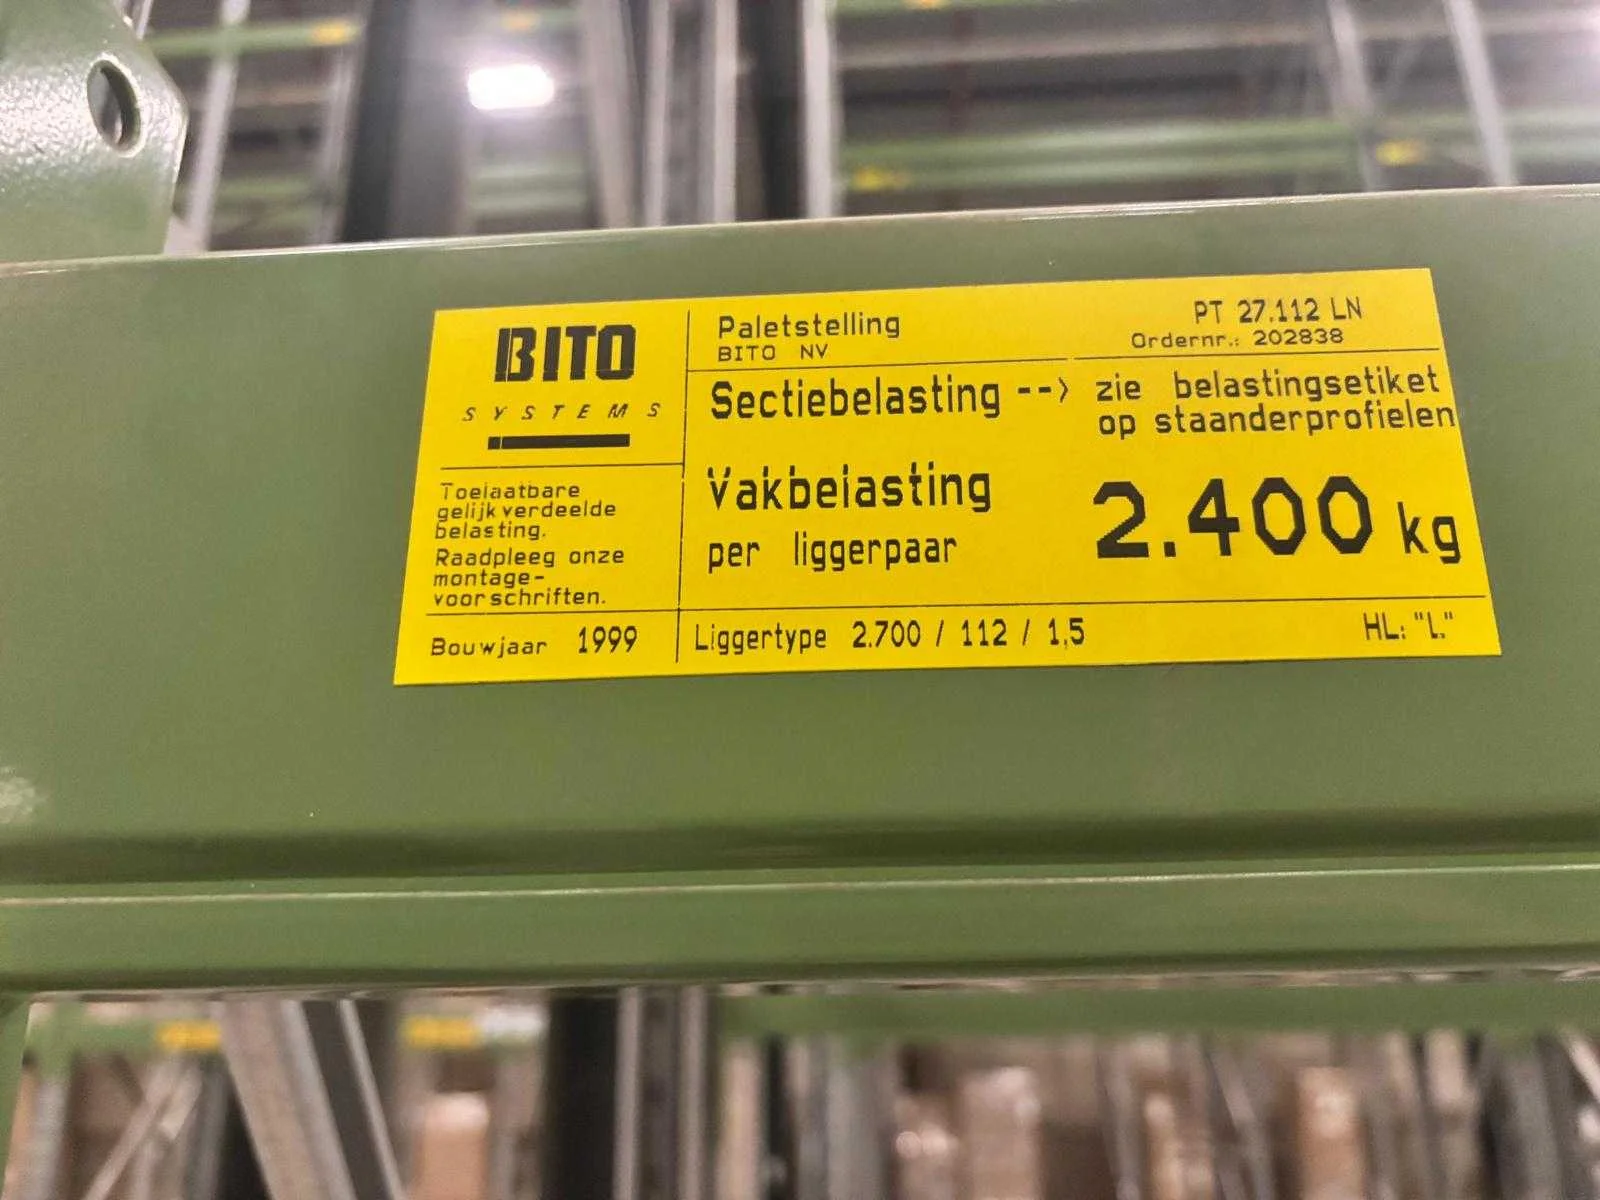 BITO
SYSTEMS
Toelaatbare
gelijk verdeelde
belasting.
Raadpleeg onze
montage-
voorschriften.
Bouwjaar 1999
Paletstelling
BITO NV
PT 27.112 LN
Ordernr.: 202838
Sectiebelasting --> zie belastingsetiket
op staanderprofielen
Vakbelasting
per liggerpaar
2.400 kg
Liggertype 2.700 / 112 / 1,5
HL: "L."